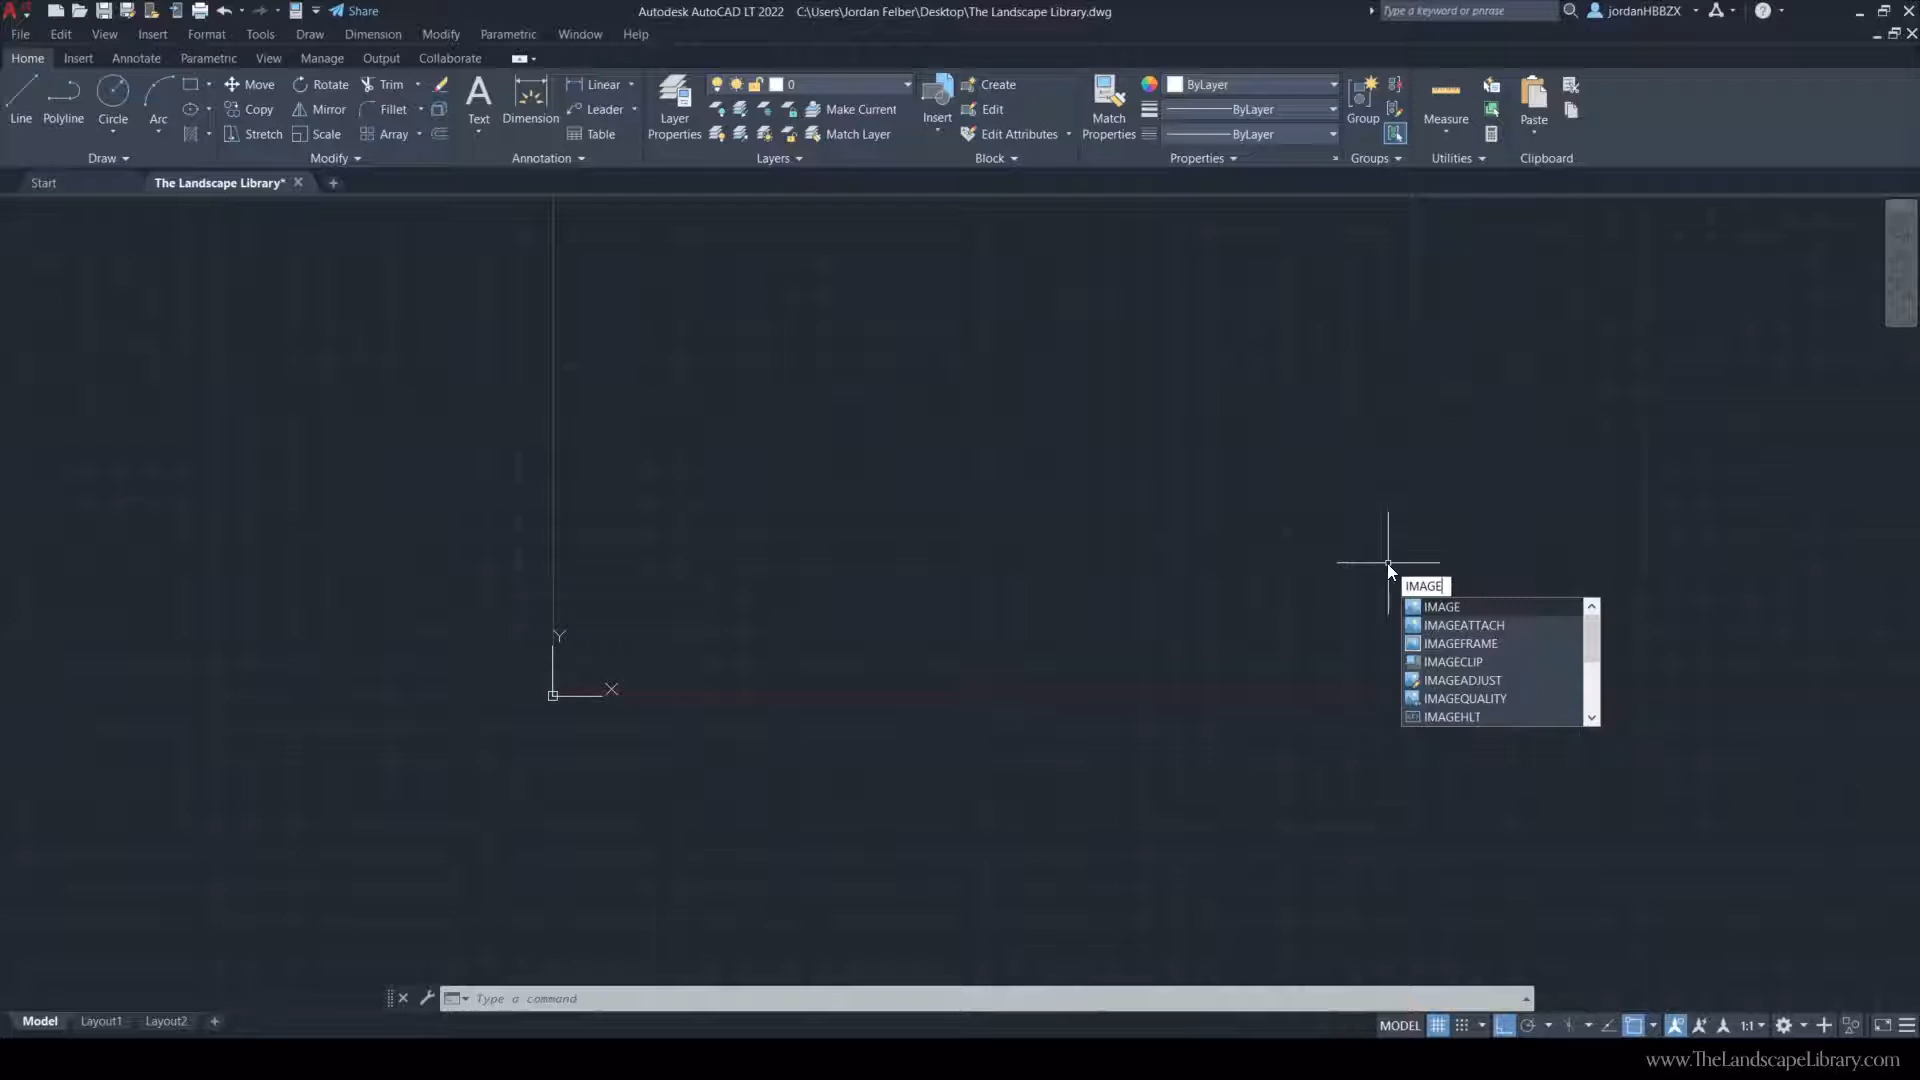 Share
Autodesk AutoCAD LT 2022 C:\Users\Jordan Felber\Desktop\The Landscape Library.dwg
Type a keyword or phrase
jordanHBBZX
File Edit View Insert Format Tools Draw Dimension Modify Parametric Window Help
Home Insert Annotate Parametric View Manage Output Collaborate
Line Polyline Circle Arc
Move Rotate Trim
Copy Mirror Fillet
Stretch Scale Array
Text Dimension
Linear
Leader
Table
Layer Properties
0
Make Current
Match Layer
Insert
Create
Edit
Edit Attributes
Match Properties
ByLayer
ByLayer
ByLayer
Group
Measure
Paste
Draw Modify Annotation Layers Block Properties Groups Utilities Clipboard
Start The Landscape Library*
IMAGE
IMAGE
IMAGEATTACH
IMAGEFRAME
IMAGECLIP
IMAGEADJUST
IMAGEQUALITY
IMAGEHLT
Y
X
Type a command
Model Layout1 Layout2
MODEL 1:1
www.TheLandscapeLibrary.com